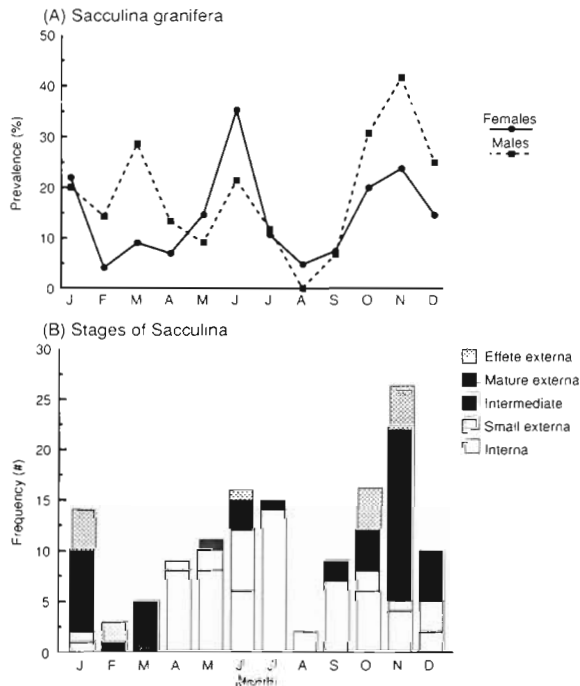 (A) Sacculina granifera
50
40
30
20
10
0
Prevalence (%)
J F M A M J J A S O N D
Females
Males
(B) Stages of Sacculina
30
25
20
15
10
5
0
Frequency (#)
J F M A M J J A S O N D
Month
Effete externa
Mature externa
Intermediate
Small externa
Interna